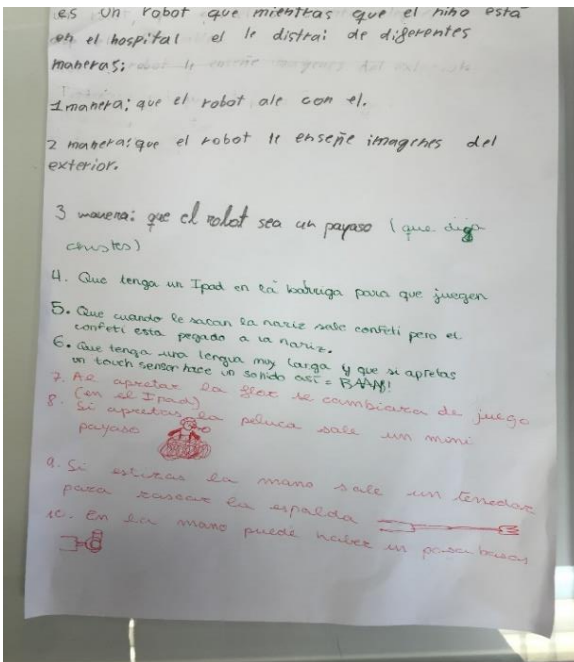 es un robot que mientras que el niño está
en el hospital el le distrai de diferentes
maneras:
1 manera: que el robot ale con el.
2 manera: que el robot le enseñe imagenes del
exterior.
3 manera: que el robot sea un payaso (que diga
chustes)
4. Que tenga un Ipad en la barriga para que juegen
5. Que cuando le sacan la nariz sale confeti pero el
confeti esta pegado a la nariz.
6. Que tenga una lengua muy larga y que si apretas
un touch sensor hace un sonido así = BAAM!
7. Al apretar la flor se cambiara de juego
(en el Ipad)
8. Si apretas la peluca sale un mini
payaso
9. Si estiras la mano sale un tenedor
para rascar la espalda
10. En la mano puede haber un